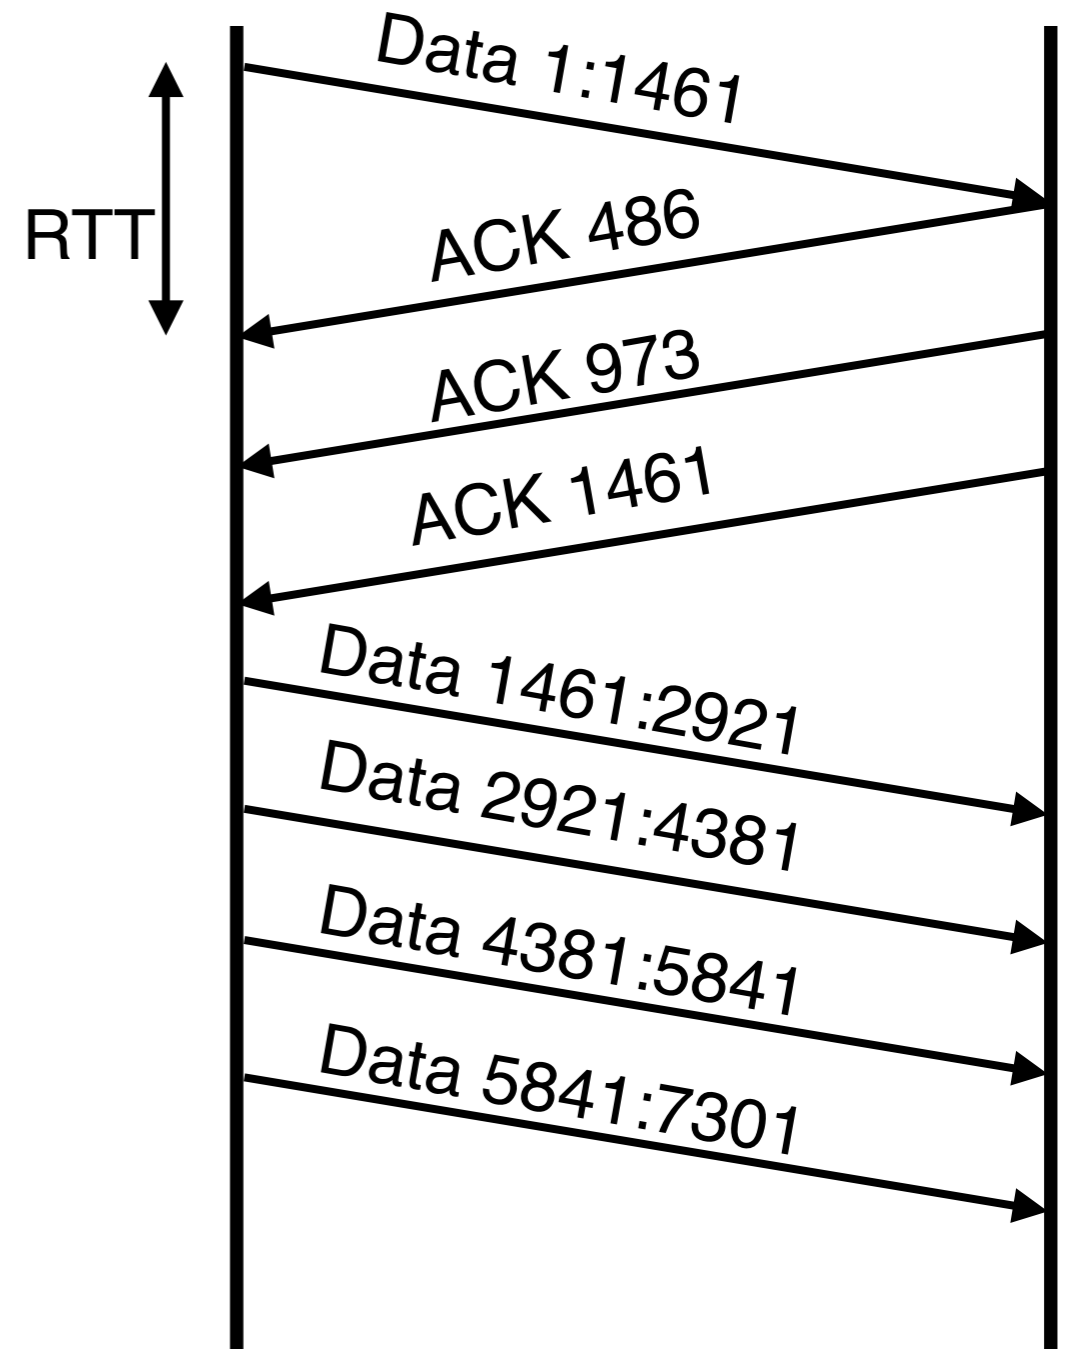 Data 1:1461
RTT
ACK 486
ACK 973
ACK 1461
Data 1461:2921
Data 2921:4381
Data 4381:5841
Data 5841:7301